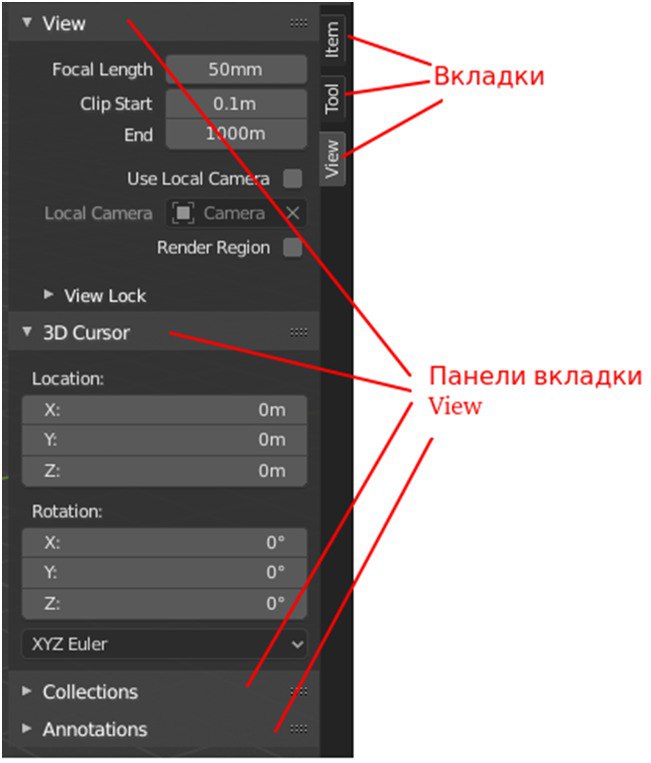 View
Focal Length 50mm
Clip Start 0.1m
End 1000m
Use Local Camera
Local Camera Camera
Render Region
View Lock
3D Cursor
Location:
X: 0m
Y: 0m
Z: 0m
Rotation:
X: 0°
Y: 0°
Z: 0°
XYZ Euler
Collections
Annotations
Item
Tool
View
Вкладки
Панели вкладки
View